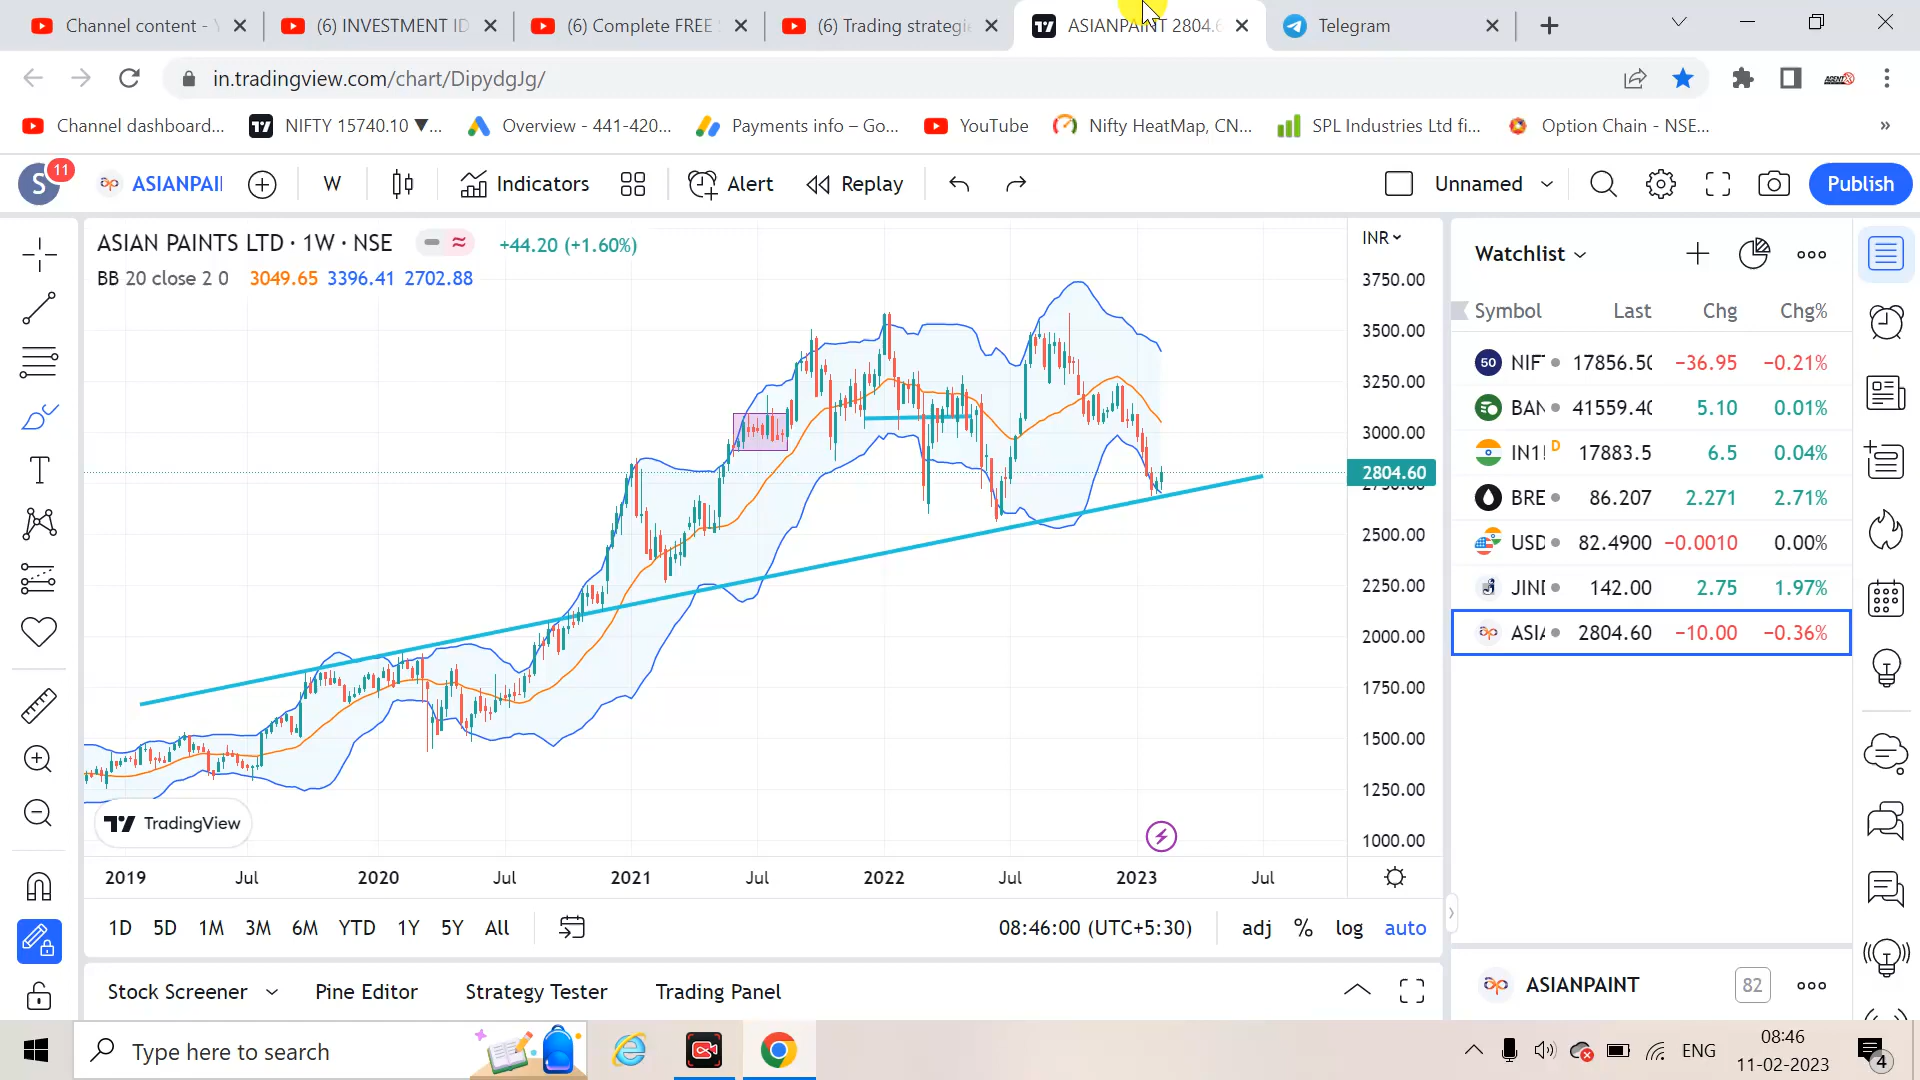 Channel content -
(6) INVESTMENT ID
(6) Complete FREE
(6) Trading strategie
ASIANPAINT 2804.6
Telegram
in.tradingview.com/chart/DipydgJg/
Channel dashboard...
NIFTY 15740.10 ▼...
Overview - 441-420...
Payments info – Go...
YouTube
Nifty HeatMap, CN...
SPL Industries Ltd fi...
Option Chain - NSE...
»
S
11
ASIANPAI
W
Indicators
Alert
Replay
Unnamed
Publish
ASIAN PAINTS LTD · 1W · NSE
+44.20 (+1.60%)
BB 20 close 2 0 3049.65 3396.41 2702.88
INR
3750.00
3500.00
3250.00
3000.00
2804.60
2750.00
2500.00
2250.00
2000.00
1750.00
1500.00
1250.00
1000.00
TradingView
2019 Jul 2020 Jul 2021 Jul 2022 Jul 2023 Jul
1D 5D 1M 3M 6M YTD 1Y 5Y All
08:46:00 (UTC+5:30)
adj % log auto
Stock Screener
Pine Editor
Strategy Tester
Trading Panel
Watchlist
Symbol Last Chg Chg%
50 NIF 17856.50 −36.95 −0.21%
BAN 41559.40 5.10 0.01%
IN1! D 17883.5 6.5 0.04%
BRE 86.207 2.271 2.71%
USD 82.4900 −0.0010 0.00%
JIND 142.00 2.75 1.97%
ASIA 2804.60 −10.00 −0.36%
ASIANPAINT
82
Type here to search
ENG
08:46
11-02-2023
4